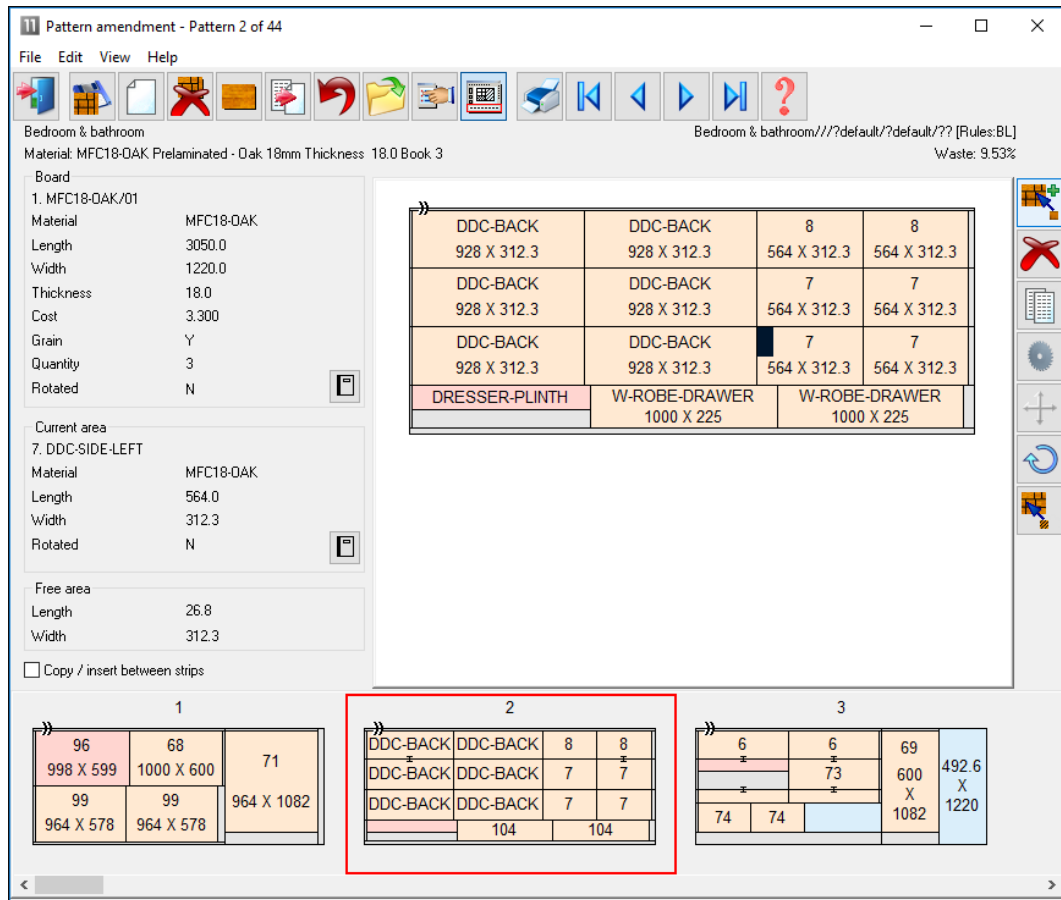 Pattern amendment - Pattern 2 of 44
File Edit View Help
Bedroom & bathroom
Bedroom & bathroom///?default/?default/?? [Rules:BL]
Material: MFC18-OAK Prelaminated - Oak 18mm Thickness 18.0 Book 3
Waste: 9.53%
Board
1. MFC18-OAK/01
Material MFC18-OAK
Length 3050.0
Width 1220.0
Thickness 18.0
Cost 3.300
Grain Y
Quantity 3
Rotated N
Current area
7. DDC-SIDE-LEFT
Material MFC18-OAK
Length 564.0
Width 312.3
Rotated N
Free area
Length 26.8
Width 312.3
Copy / insert between strips
DDC-BACK DDC-BACK 8 8
928 X 312.3 928 X 312.3 564 X 312.3 564 X 312.3
DDC-BACK DDC-BACK 7 7
928 X 312.3 928 X 312.3 564 X 312.3 564 X 312.3
DDC-BACK DDC-BACK 7 7
928 X 312.3 928 X 312.3 564 X 312.3 564 X 312.3
DRESSER-PLINTH W-ROBE-DRAWER W-ROBE-DRAWER
1000 X 225 1000 X 225
1
96 68
998 X 599 1000 X 600
71
964 X 1082
99 99
964 X 578 964 X 578
2
DDC-BACK DDC-BACK 8 8
DDC-BACK DDC-BACK 7 7
DDC-BACK DDC-BACK 7 7
104 104
3
6 6
73
74 74
69
600
X
1082
492.6
X
1220